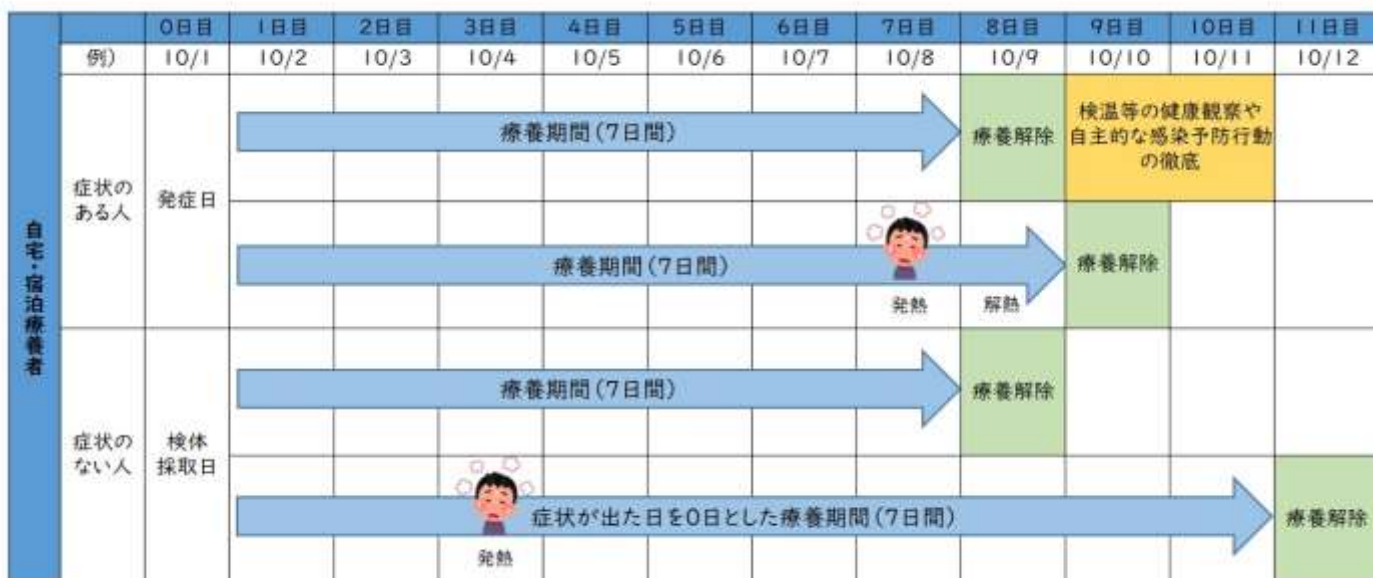 0日目 1日目 2日目 3日目 4日目 5日目 6日目 7日目 8日目 9日目 10日目 11日目
例) 10/1 10/2 10/3 10/4 10/5 10/6 10/7 10/8 10/9 10/10 10/11 10/12
自宅・宿泊療養者
症状の
ある人
発症日
療養期間(7日間)
療養解除
検温等の健康観察や
自主的な感染予防行動
の徹底
療養期間(7日間)
発熱
解熱
療養解除
症状の
ない人
検体
採取日
療養期間(7日間)
療養解除
発熱
症状が出た日を0日とした療養期間(7日間)
療養解除